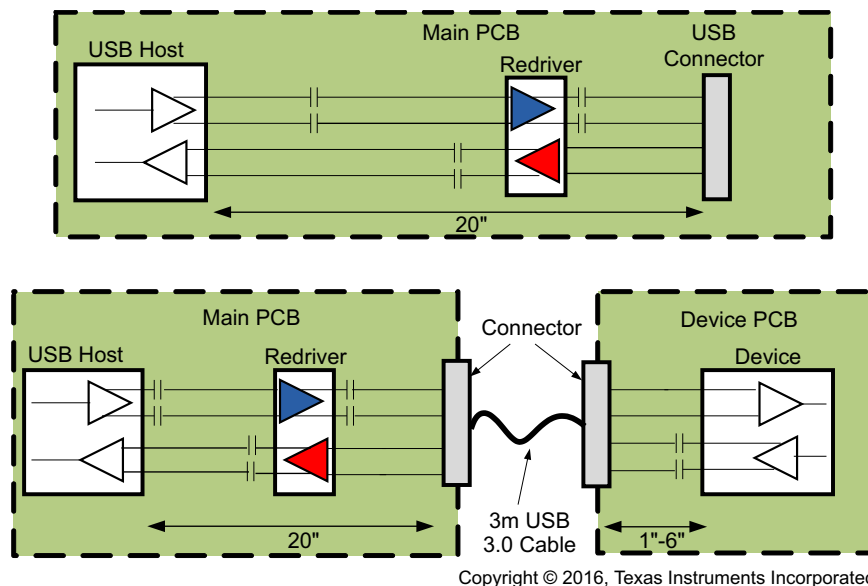 Main PCB
USB
Connector
USB Host
Redriver
20"
Main PCB
USB Host
Redriver
20"
Connector
3m USB
3.0 Cable
Device PCB
Device
1"-6"
Copyright © 2016, Texas Instruments Incorporated